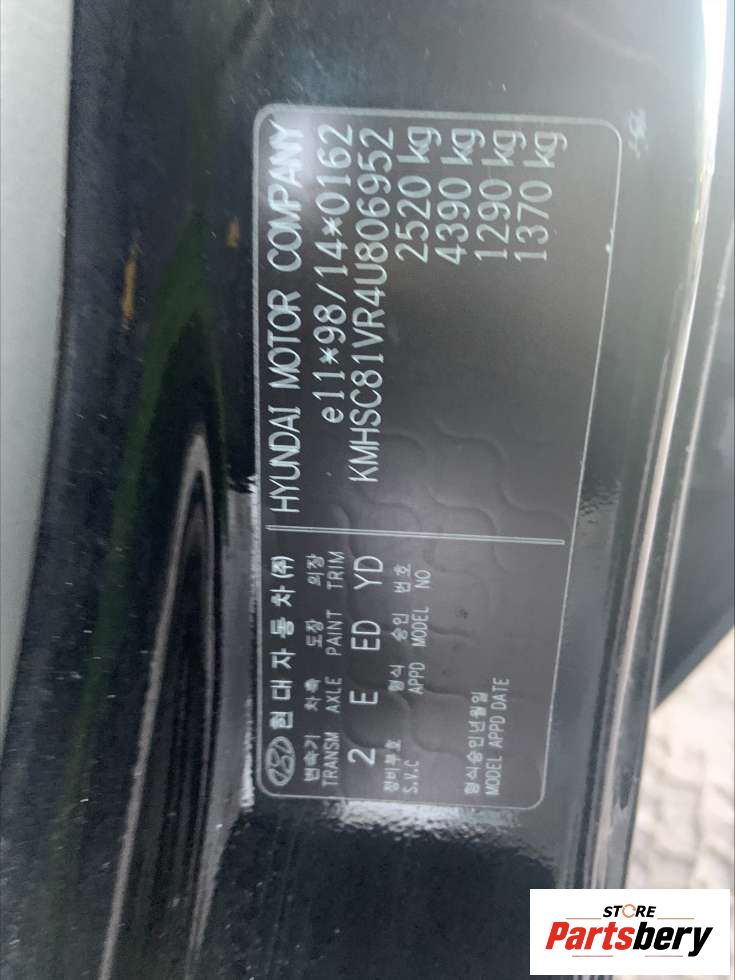 현대자동차(주) HYUNDAI MOTOR COMPANY
변속기 차축 도장 의장
TRANSM AXLE PAINT TRIM e11*98/14*0162
2 E ED YD KMHSC81VR4U806952
정비부호 형식 승인 번호 2520 kg
S.V.C APPD MODEL NO 4390 kg
형식승인년월일 1290 kg
MODEL APPD DATE 1370 kg
STORE
Partsbery